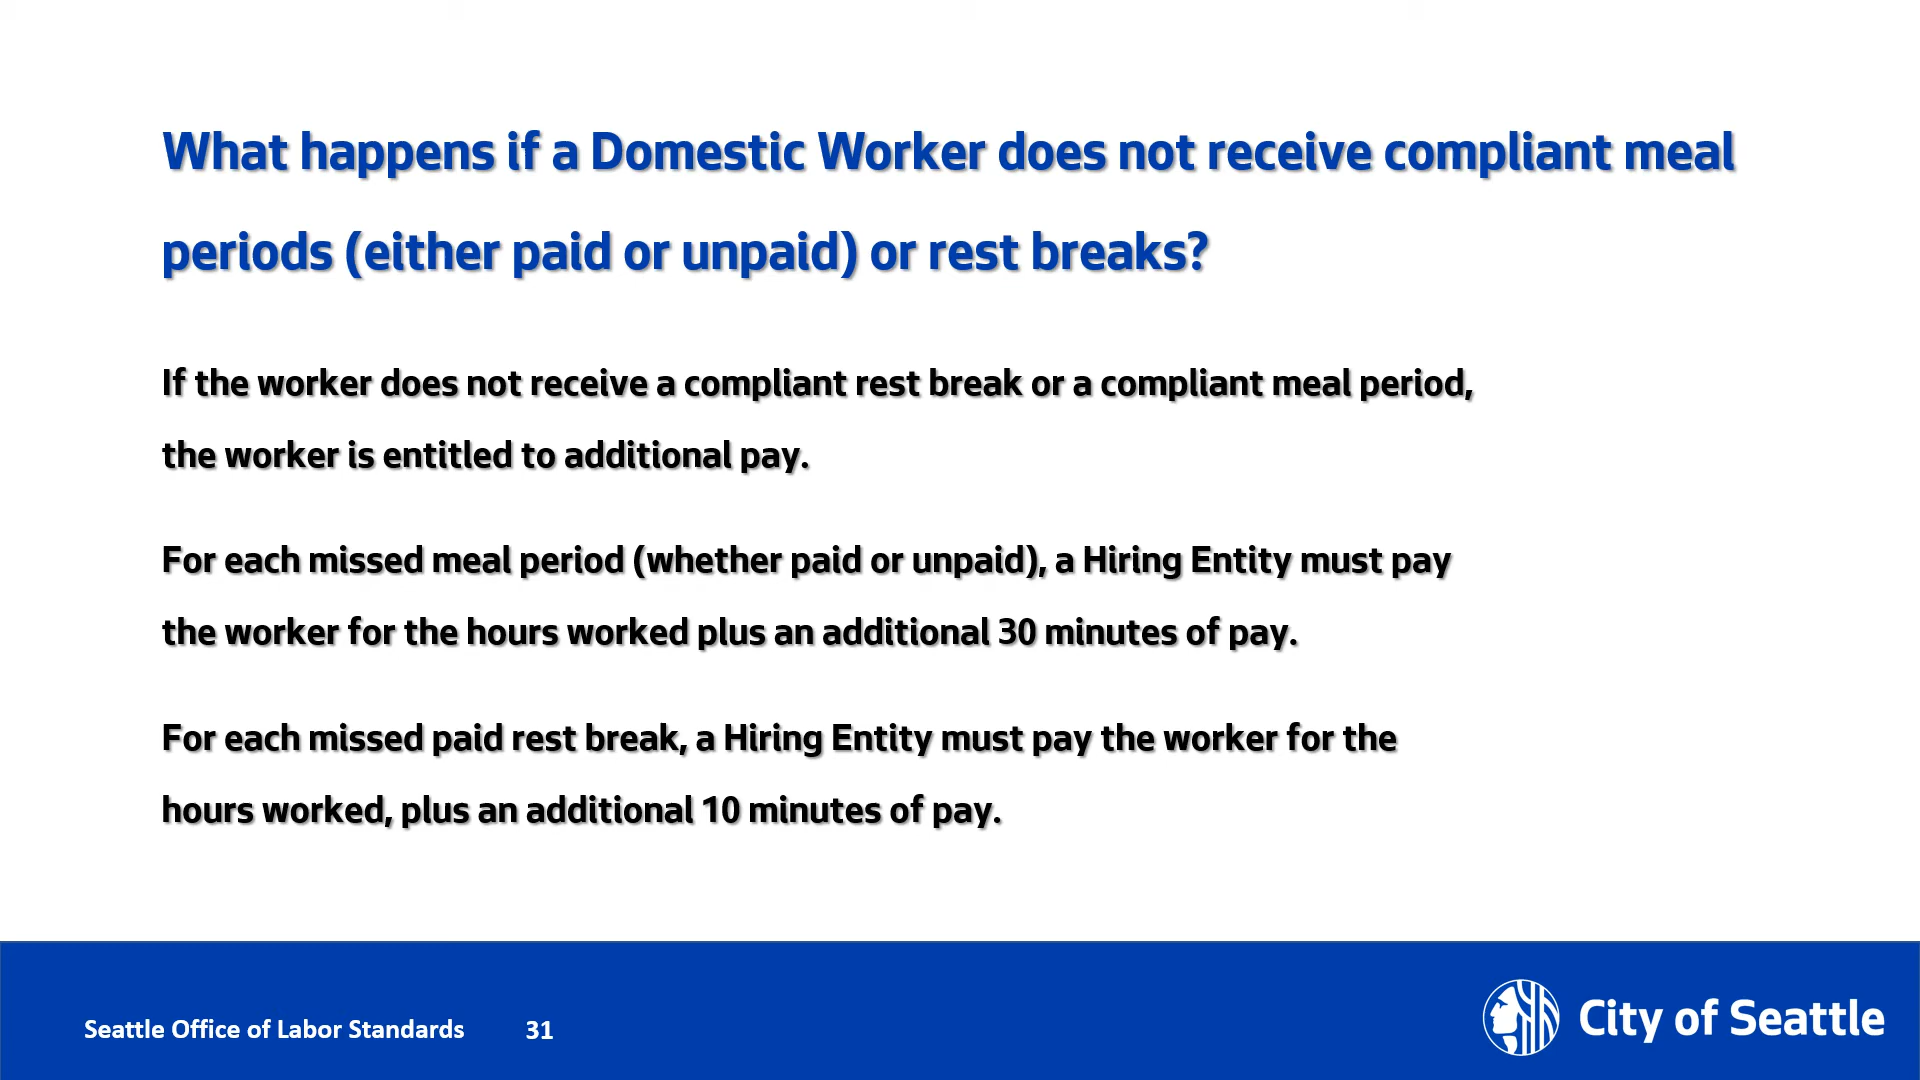 What happens if a Domestic Worker does not receive compliant meal
periods (either paid or unpaid) or rest breaks?
If the worker does not receive a compliant rest break or a compliant meal period,
the worker is entitled to additional pay.
For each missed meal period (whether paid or unpaid), a Hiring Entity must pay
the worker for the hours worked plus an additional 30 minutes of pay.
For each missed paid rest break, a Hiring Entity must pay the worker for the
hours worked, plus an additional 10 minutes of pay.
Seattle Office of Labor Standards 31
City of Seattle